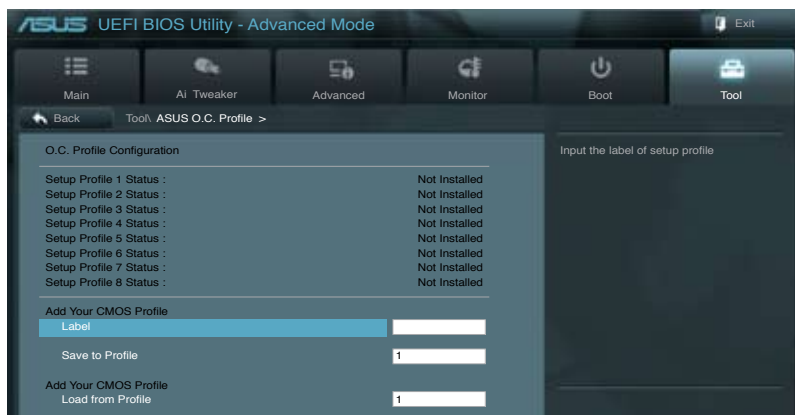 ASUS UEFI BIOS Utility - Advanced Mode
Exit
Main
Ai Tweaker
Advanced
Monitor
Boot
Tool
Back
Tool\ ASUS O.C. Profile >
O.C. Profile Configuration
Input the label of setup profile
Setup Profile 1 Status : Not Installed
Setup Profile 2 Status : Not Installed
Setup Profile 3 Status : Not Installed
Setup Profile 4 Status : Not Installed
Setup Profile 5 Status : Not Installed
Setup Profile 6 Status : Not Installed
Setup Profile 7 Status : Not Installed
Setup Profile 8 Status : Not Installed
Add Your CMOS Profile
Label
Save to Profile 1
Add Your CMOS Profile
Load from Profile 1